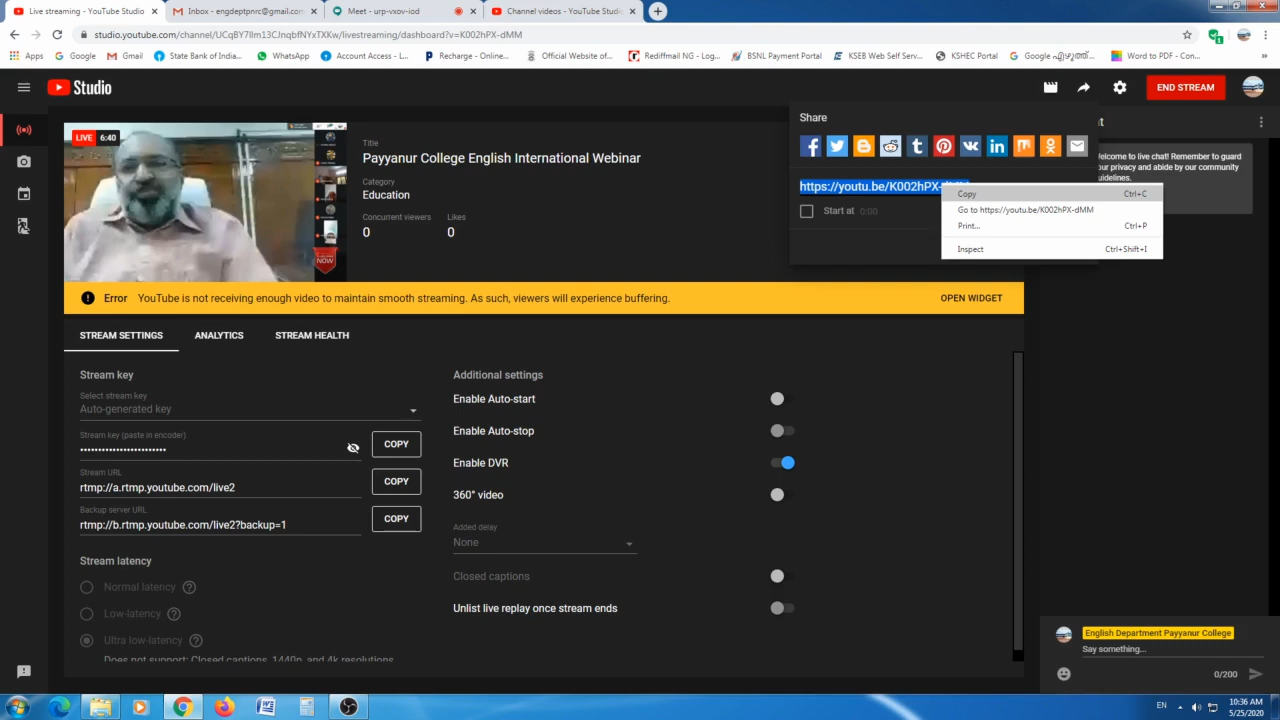 Live streaming - YouTube Studio
Inbox - engdeptpnrc@gmail.com
Meet - urp-vxov-iod
Channel videos - YouTube Studio
studio.youtube.com/channel/UCqBY7Ilm13CJnqbfNYxTXKw/livestreaming/dashboard?v=K002hPX-dMM
Apps
Google
Gmail
State Bank of India...
WhatsApp
Account Access - L...
Recharge - Online...
Official Website of...
Rediffmail NG - Log...
BSNL Payment Portal
KSEB Web Self Serv...
KSHEC Portal
Google എഴുത്ത്...
Word to PDF - Con...
Studio
END STREAM
LIVE 6:40
NOW
Title
Payyanur College English International Webinar
Category
Education
Concurrent viewers
Likes
0
0
Share
https://youtu.be/K002hPX-
Start at 0:00
Copy Ctrl+C
Go to https://youtu.be/K002hPX-dMM
Print... Ctrl+P
Inspect Ctrl+Shift+I
elcome to live chat! Remember to guard
our privacy and abide by our community
uidelines.
Error YouTube is not receiving enough video to maintain smooth streaming. As such, viewers will experience buffering.
OPEN WIDGET
STREAM SETTINGS
ANALYTICS
STREAM HEALTH
Stream key
Select stream key
Auto-generated key
Stream key (paste in encoder)
COPY
Stream URL
rtmp://a.rtmp.youtube.com/live2
COPY
Backup server URL
rtmp://b.rtmp.youtube.com/live2?backup=1
COPY
Stream latency
Normal latency
Low-latency
Ultra low-latency
Does not support: Closed captions, 1440p, and 4k resolutions
Additional settings
Enable Auto-start
Enable Auto-stop
Enable DVR
360° video
Added delay
None
Closed captions
Unlist live replay once stream ends
English Department Payyanur College
Say something...
0/200
EN
10:36 AM
5/25/2020